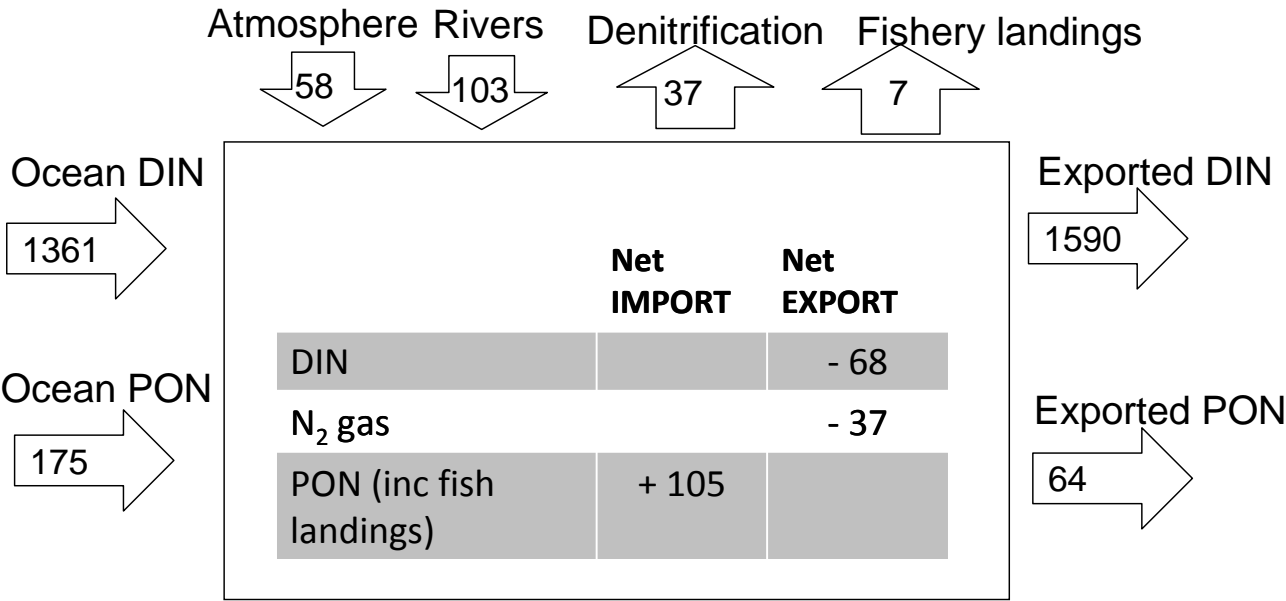 Atmosphere Rivers Denitrification Fishery landings
58 103 37 7
Ocean DIN Exported DIN
1361 1590
Net IMPORT Net EXPORT
DIN - 68
Ocean PON Exported PON
N₂ gas - 37
175 64
PON (inc fish landings) + 105